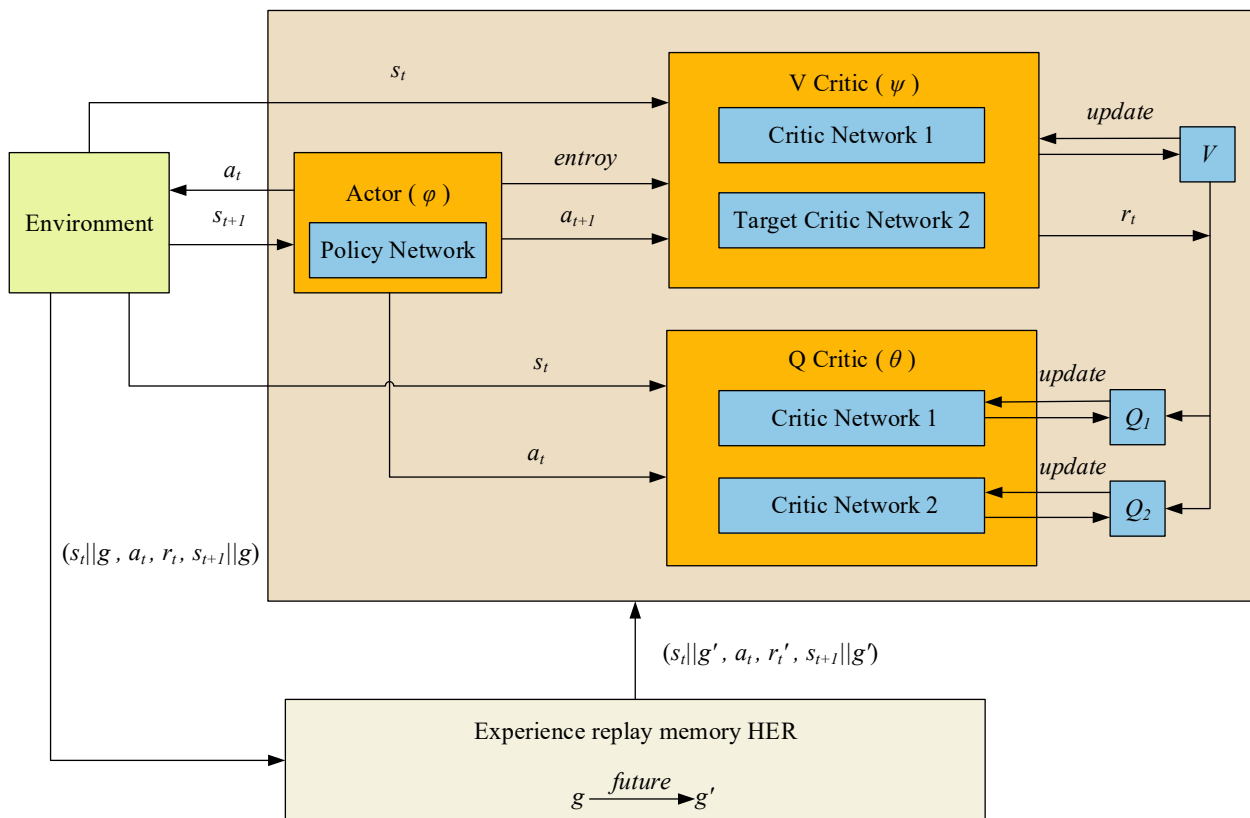 s_t
V Critic ( ψ )
Critic Network 1
update
V
a_t
entroy
Environment
Actor ( φ )
s_{t+1}
Policy Network
a_{t+1}
Target Critic Network 2
r_t
Q Critic ( θ )
s_t
update
Critic Network 1
Q_1
a_t
update
Critic Network 2
Q_2
(s_t||g , a_t, r_t, s_{t+1}||g)
(s_t||g′ , a_t, r_t′ , s_{t+1}||g′)
Experience replay memory HER
g future g′